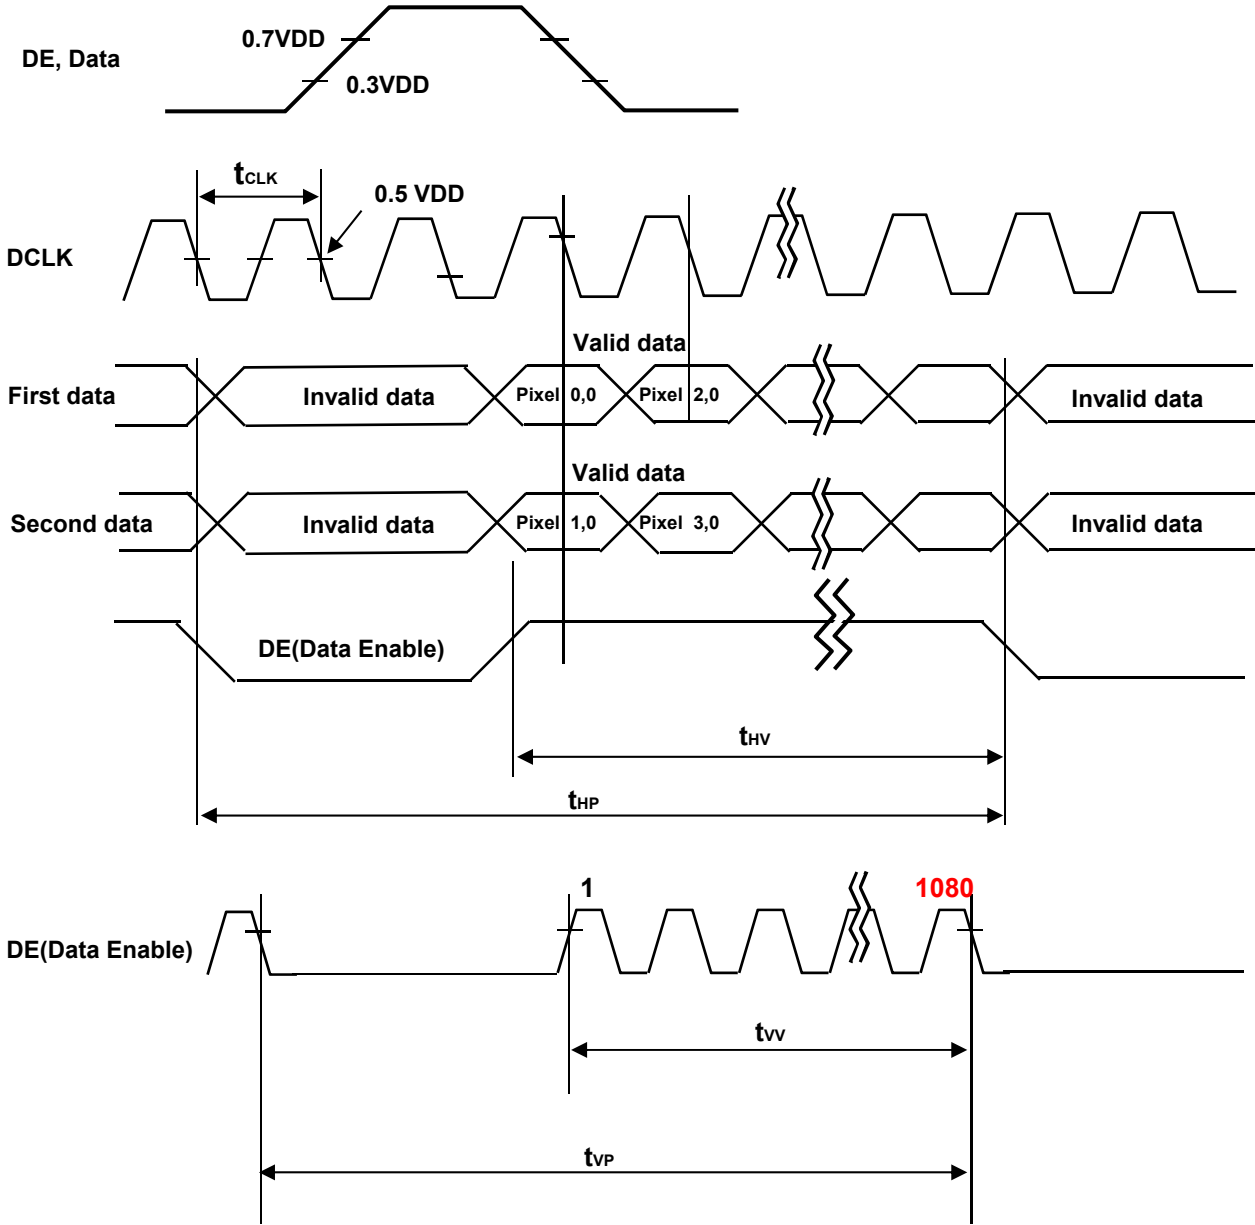 0.7VDD
DE, Data
0.3VDD
tCLK
0.5 VDD
DCLK
Valid data
First data
Invalid data
Pixel 0,0
Pixel 2,0
Invalid data
Valid data
Second data
Invalid data
Pixel 1,0
Pixel 3,0
Invalid data
DE(Data Enable)
tHV
tHP
1
1080
DE(Data Enable)
tVV
tVP